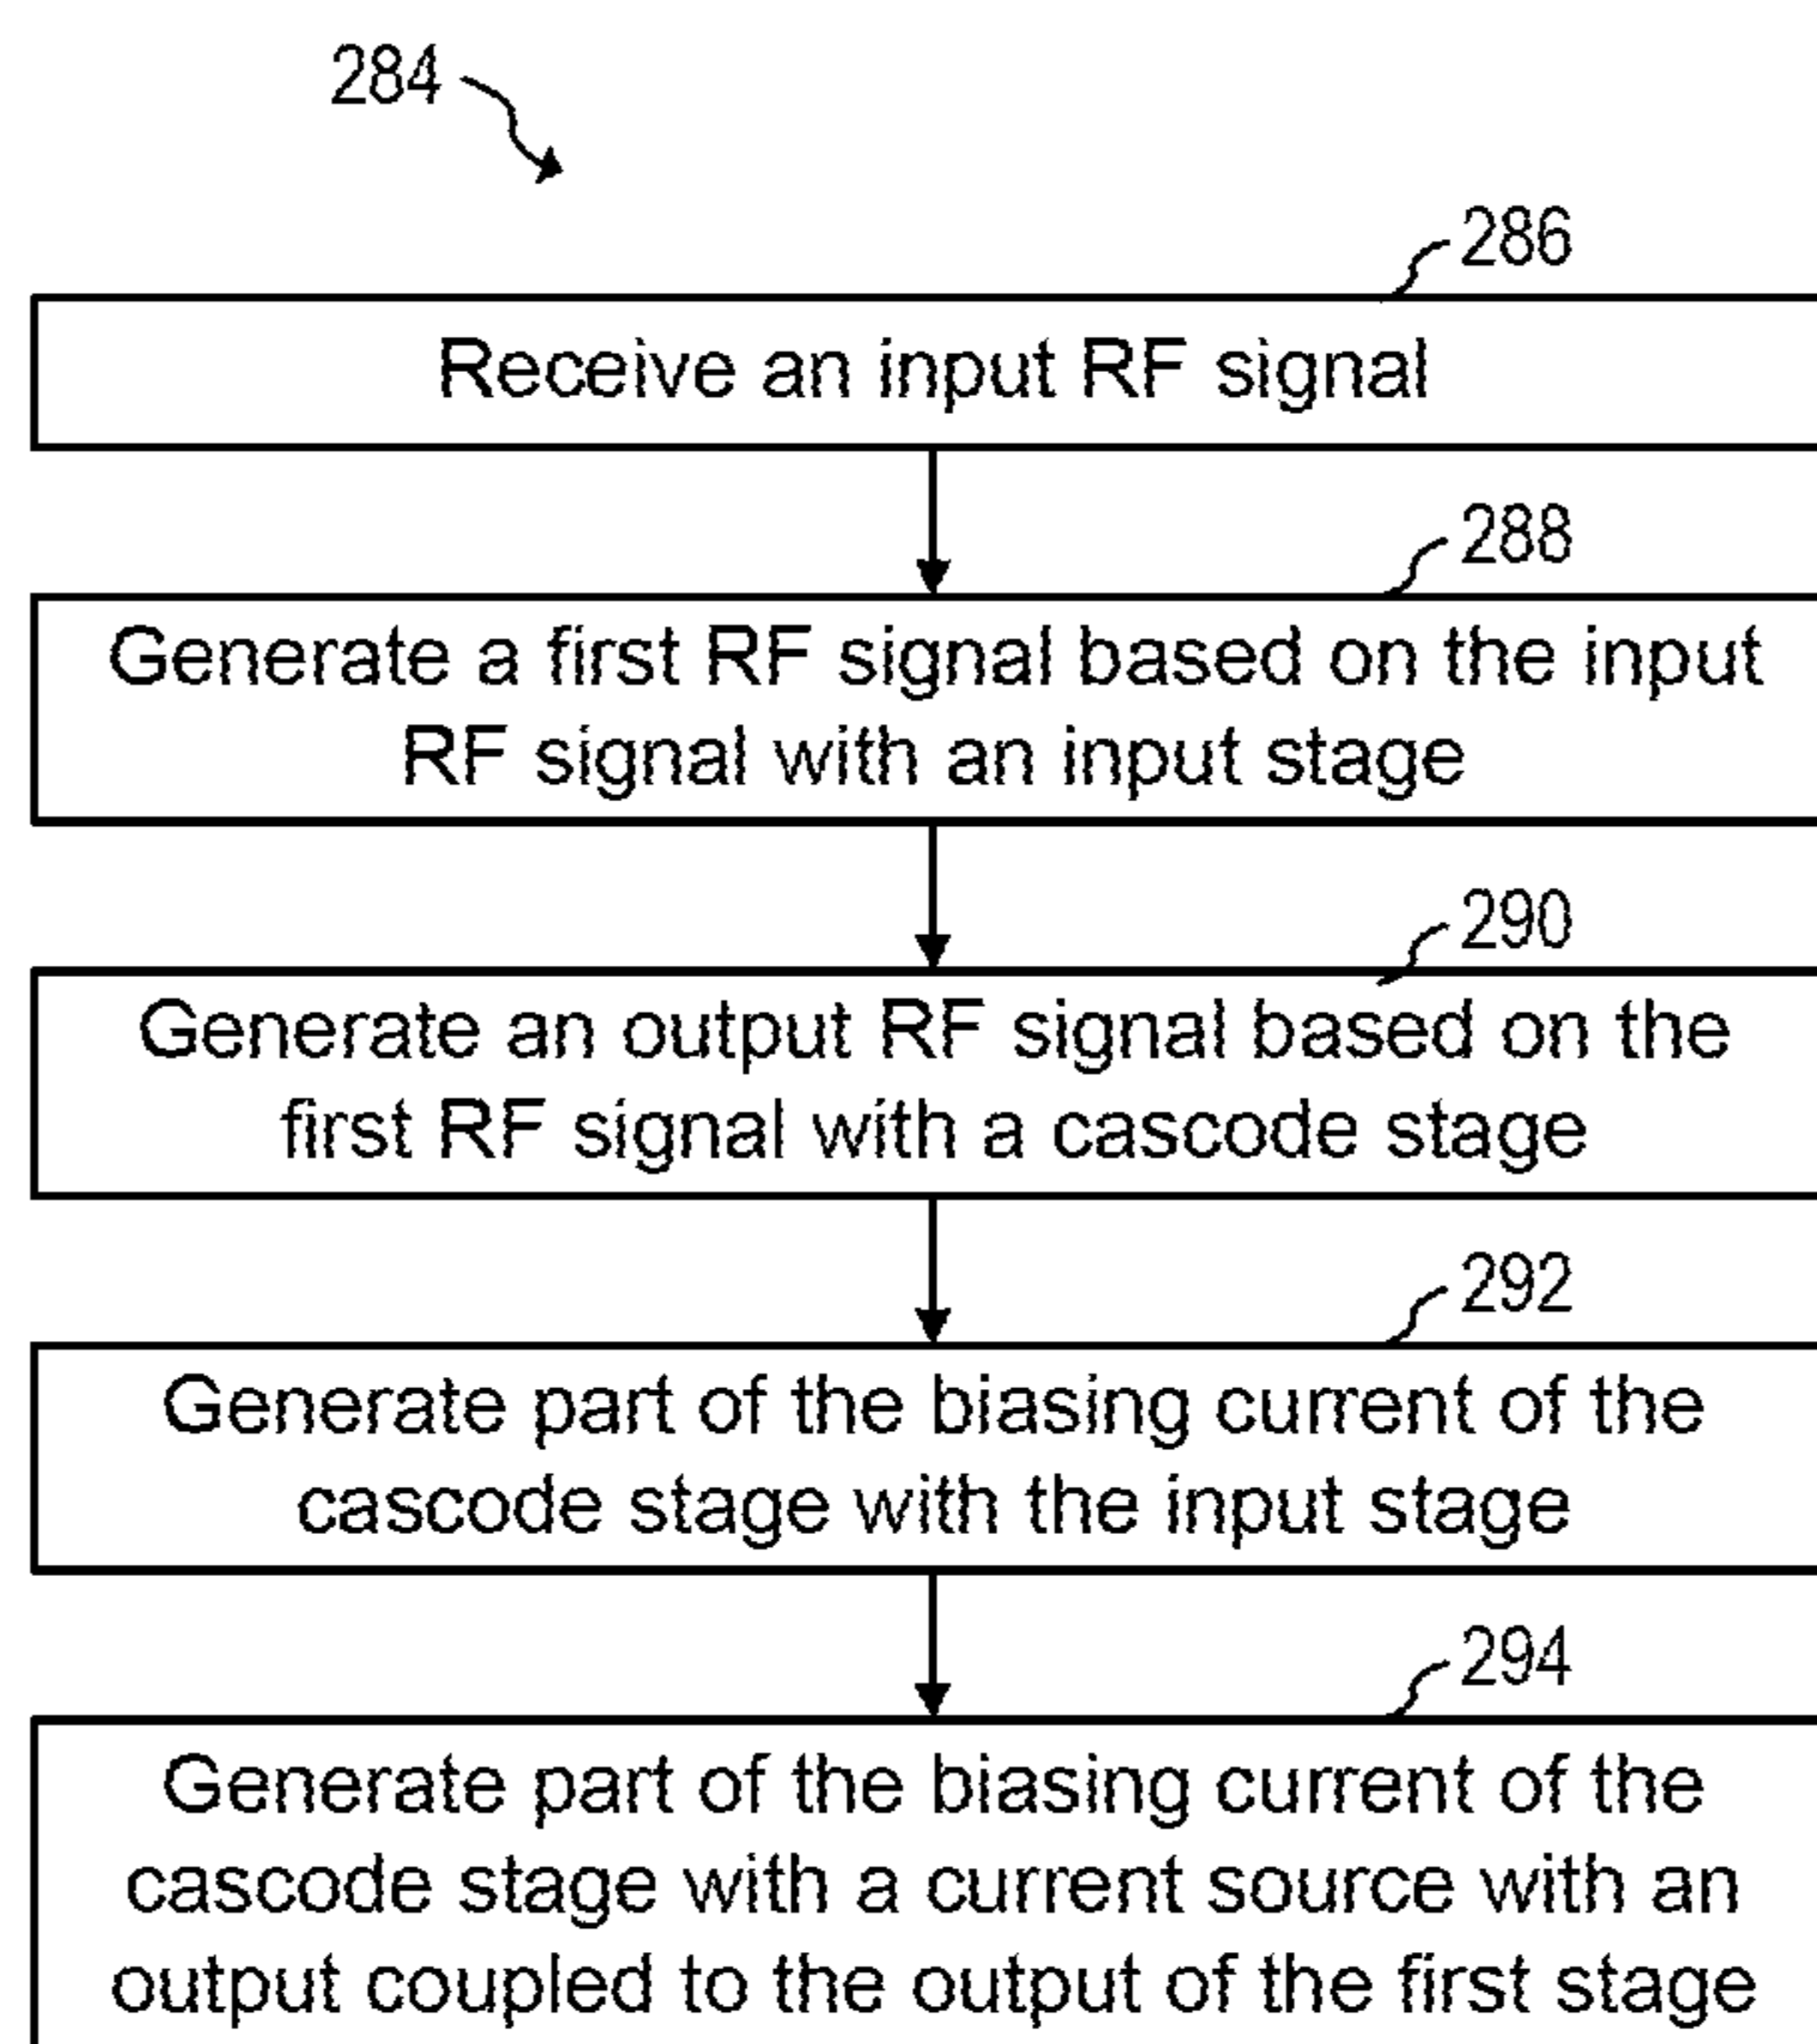 284
286
Receive an input RF signal
288
Generate a first RF signal based on the input
RF signal with an input stage
290
Generate an output RF signal based on the
first RF signal with a cascode stage
292
Generate part of the biasing current of the
cascode stage with the input stage
294
Generate part of the biasing current of the
cascode stage with a current source with an
output coupled to the output of the first stage